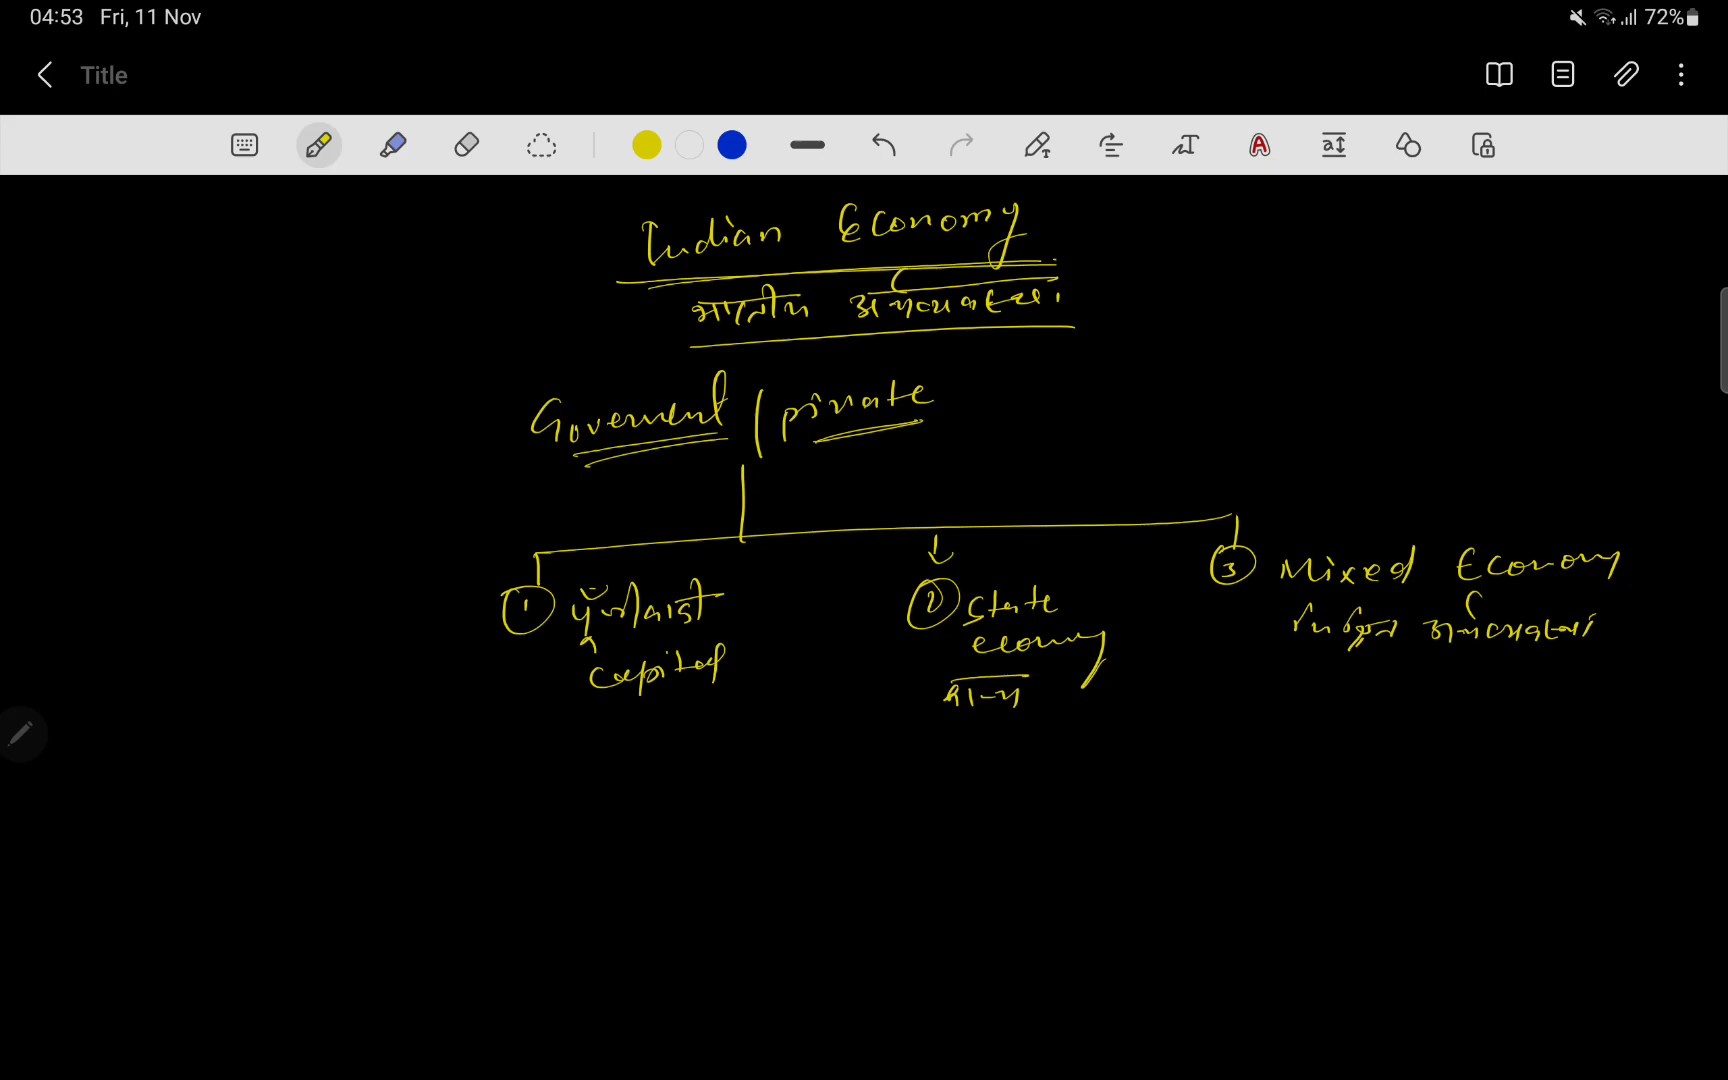 04:53 Fri, 11 Nov
72%
Title
Indian Economy
भारतीय अर्थव्यवस्था
Goverment | private
① पूंजीवादी
capital
② State
economy
राज्य
③ Mixed Economy
मिश्रित अर्थव्यवस्था